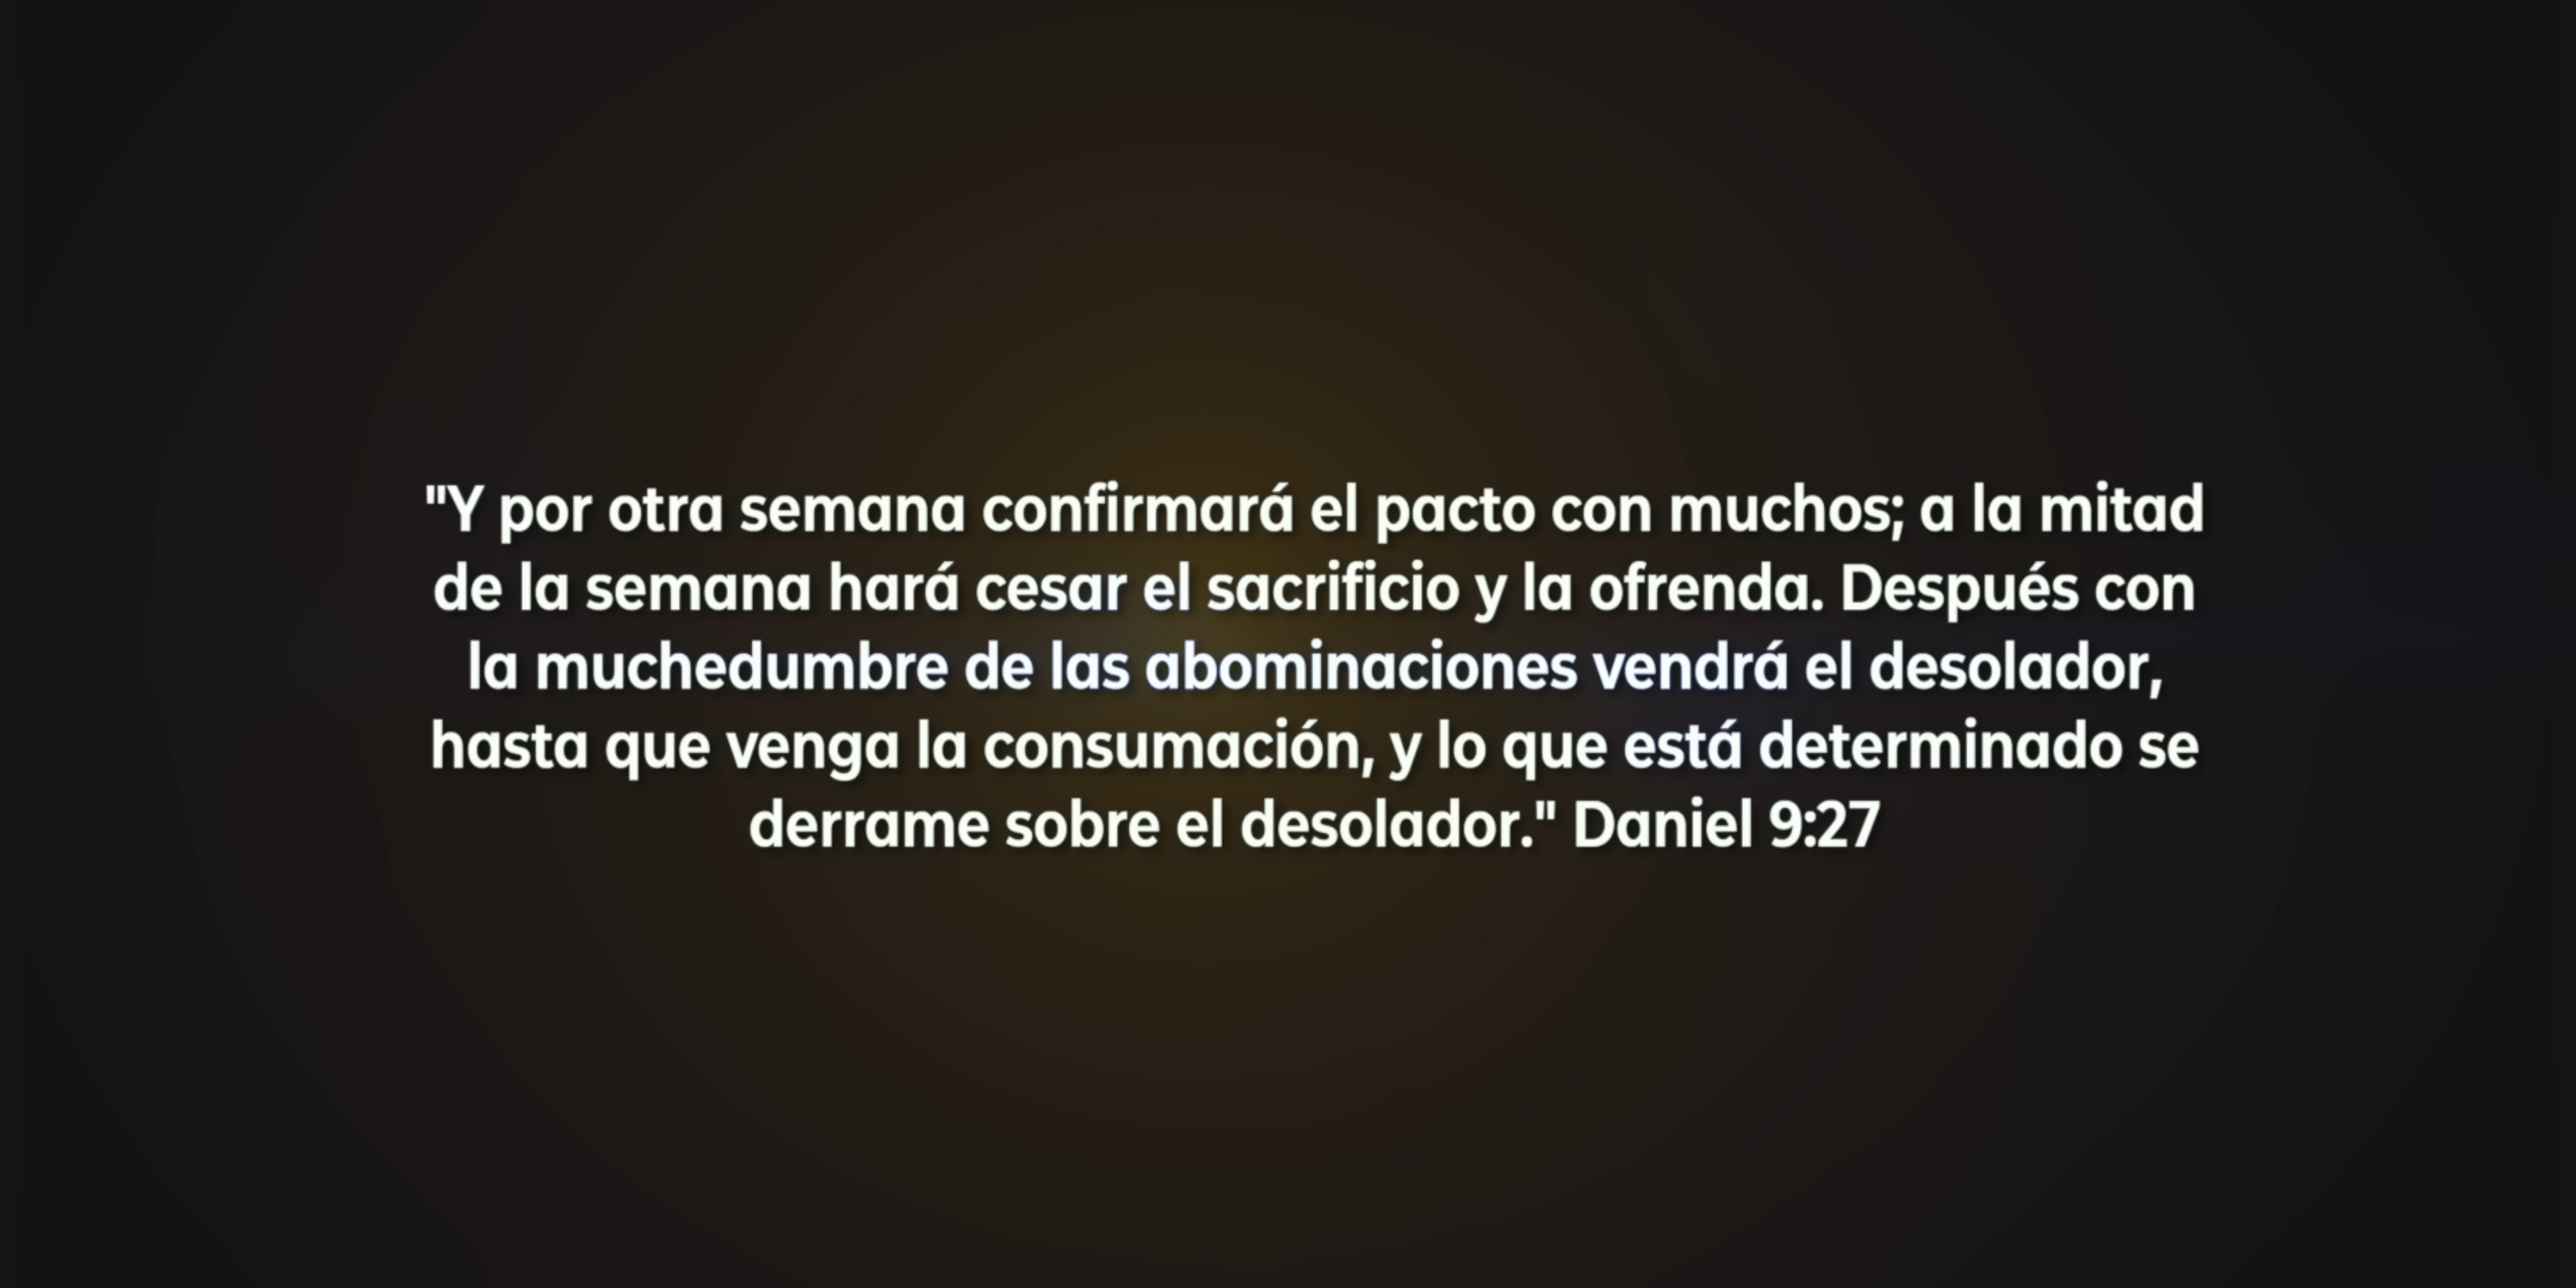 "Y por otra semana confirmará el pacto con muchos; a la mitad
de la semana hará cesar el sacrificio y la ofrenda. Después con
la muchedumbre de las abominaciones vendrá el desolador,
hasta que venga la consumación, y lo que está determinado se
derrame sobre el desolador." Daniel 9:27